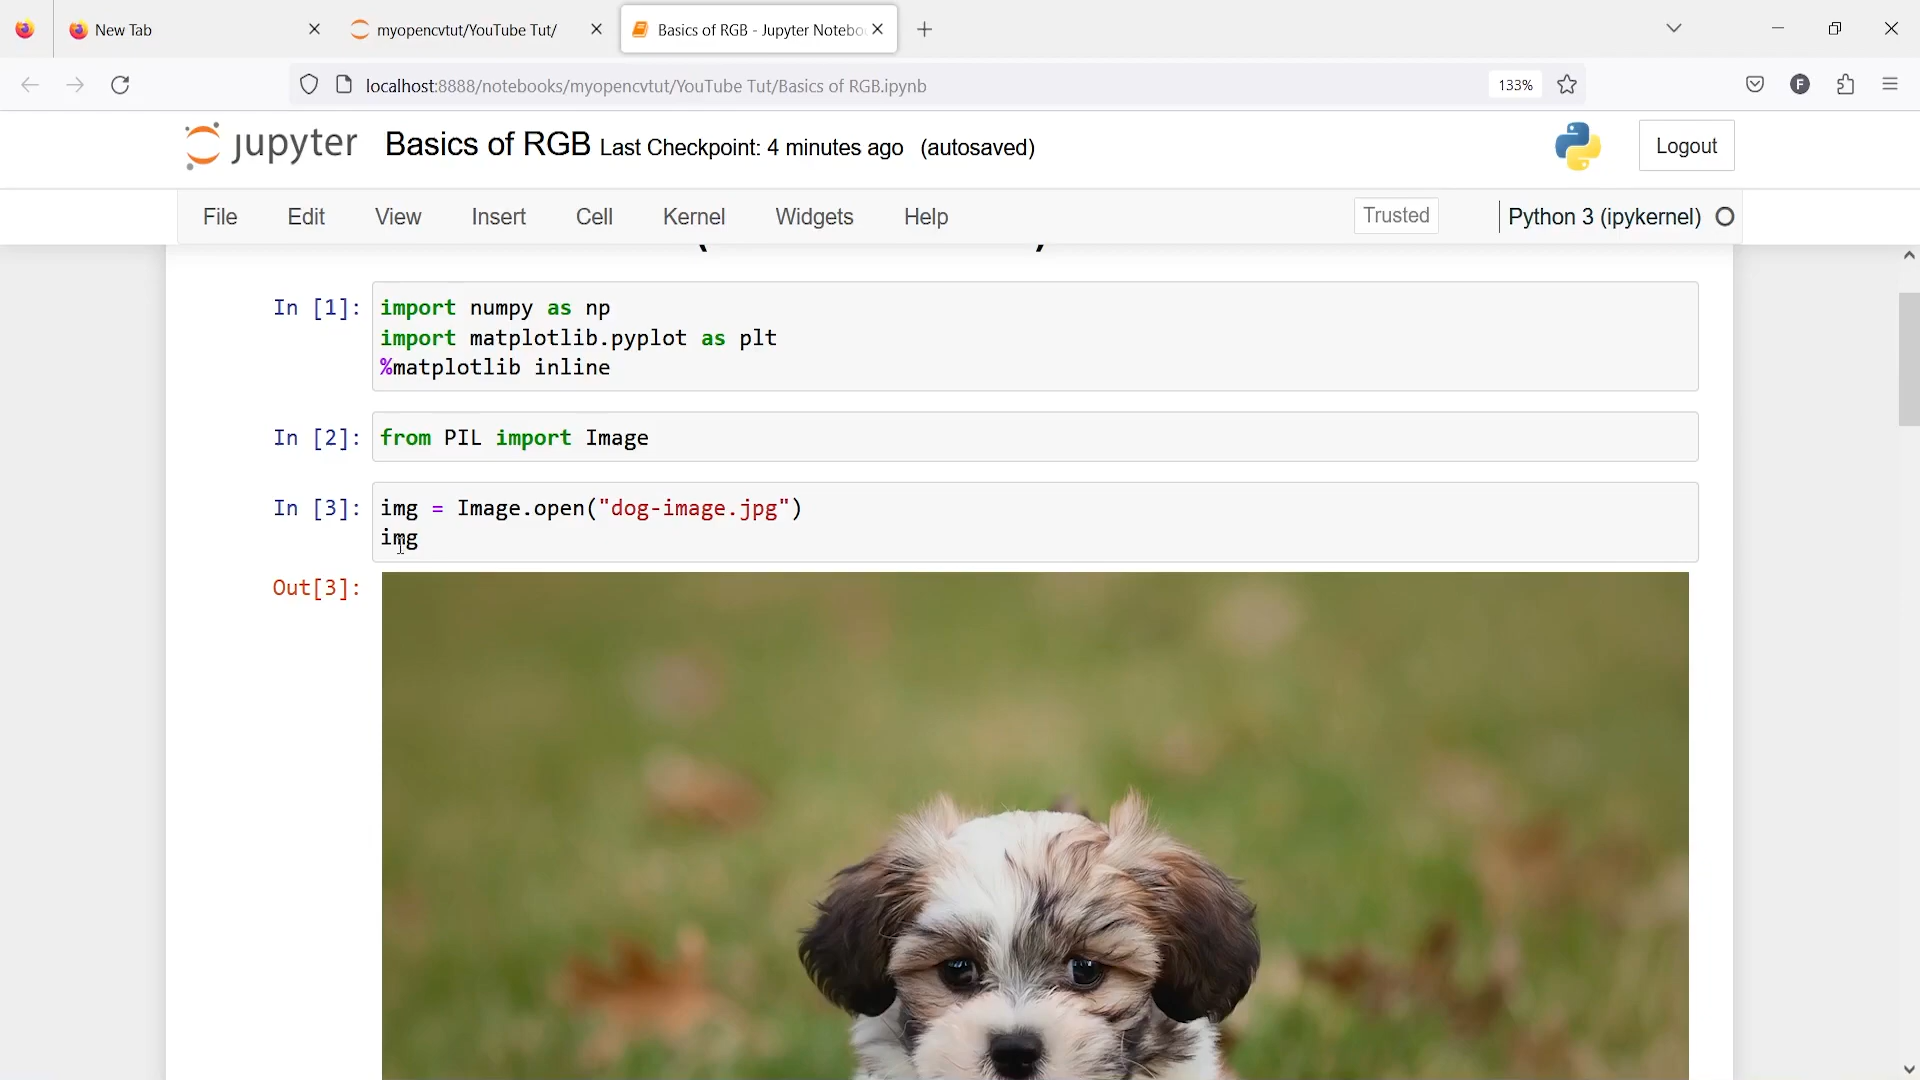 New Tab
myopencvtut/YouTube Tut/
Basics of RGB - Jupyter Notebo
localhost:8888/notebooks/myopencvtut/YouTube Tut/Basics of RGB.ipynb
133%
F
jupyter
Basics of RGB Last Checkpoint: 4 minutes ago (autosaved)
Logout
File Edit View Insert Cell Kernel Widgets Help
Trusted
Python 3 (ipykernel)
In [1]:
import numpy as np
import matplotlib.pyplot as plt
%matplotlib inline
In [2]:
from PIL import Image
In [3]:
img = Image.open("dog-image.jpg")
img
Out[3]: